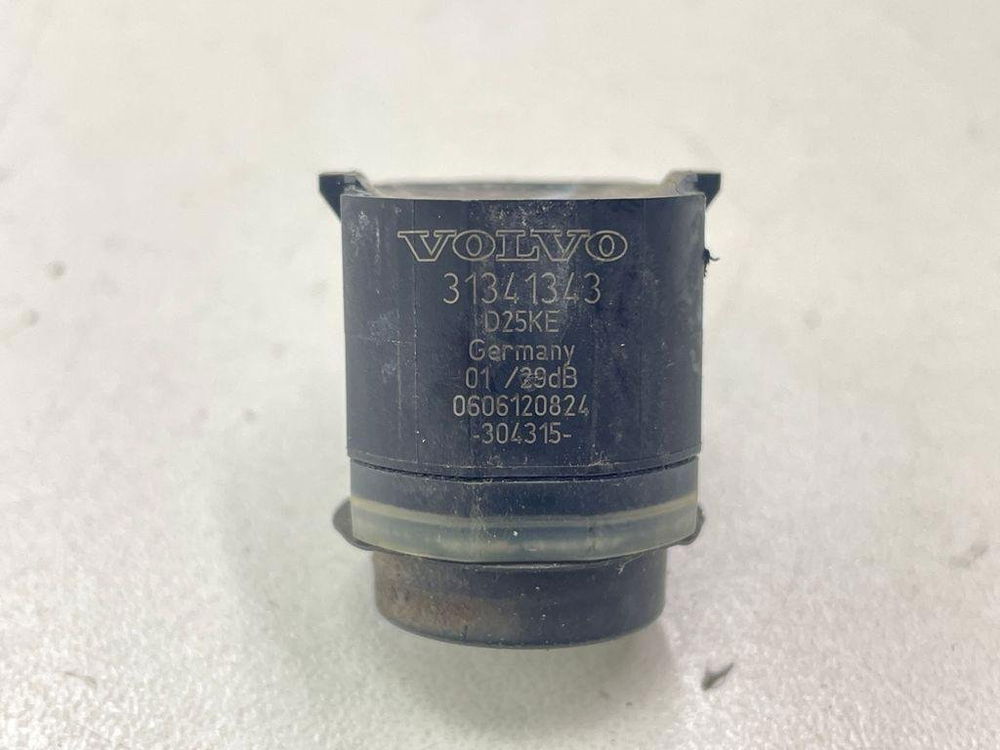 VOLVO
31341343
D25KE
Germany
01 /29dB
0606120824
-304315-